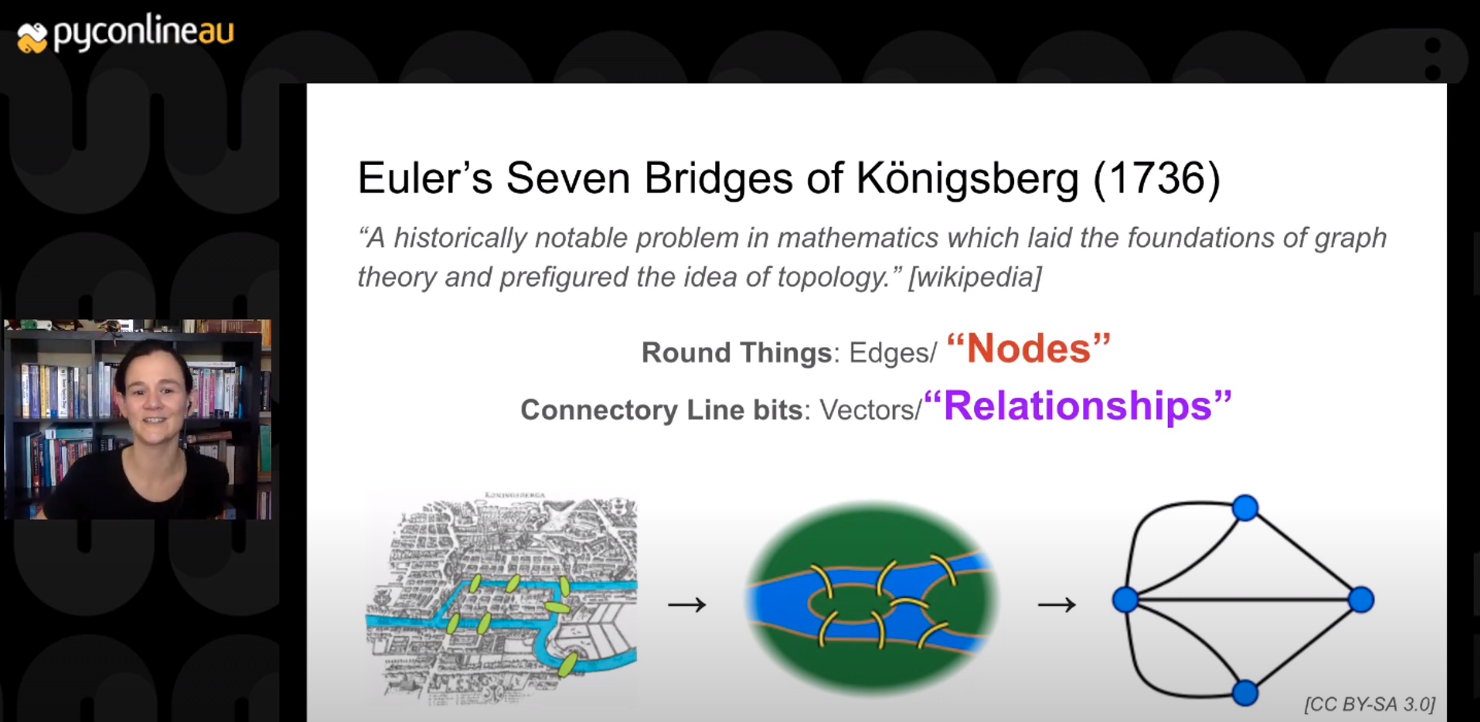 pyconlineau
Euler’s Seven Bridges of Königsberg (1736)
“A historically notable problem in mathematics which laid the foundations of graph
theory and prefigured the idea of topology.” [wikipedia]
Round Things: Edges/ “Nodes”
Connectory Line bits: Vectors/“Relationships”
→ →
[CC BY-SA 3.0]